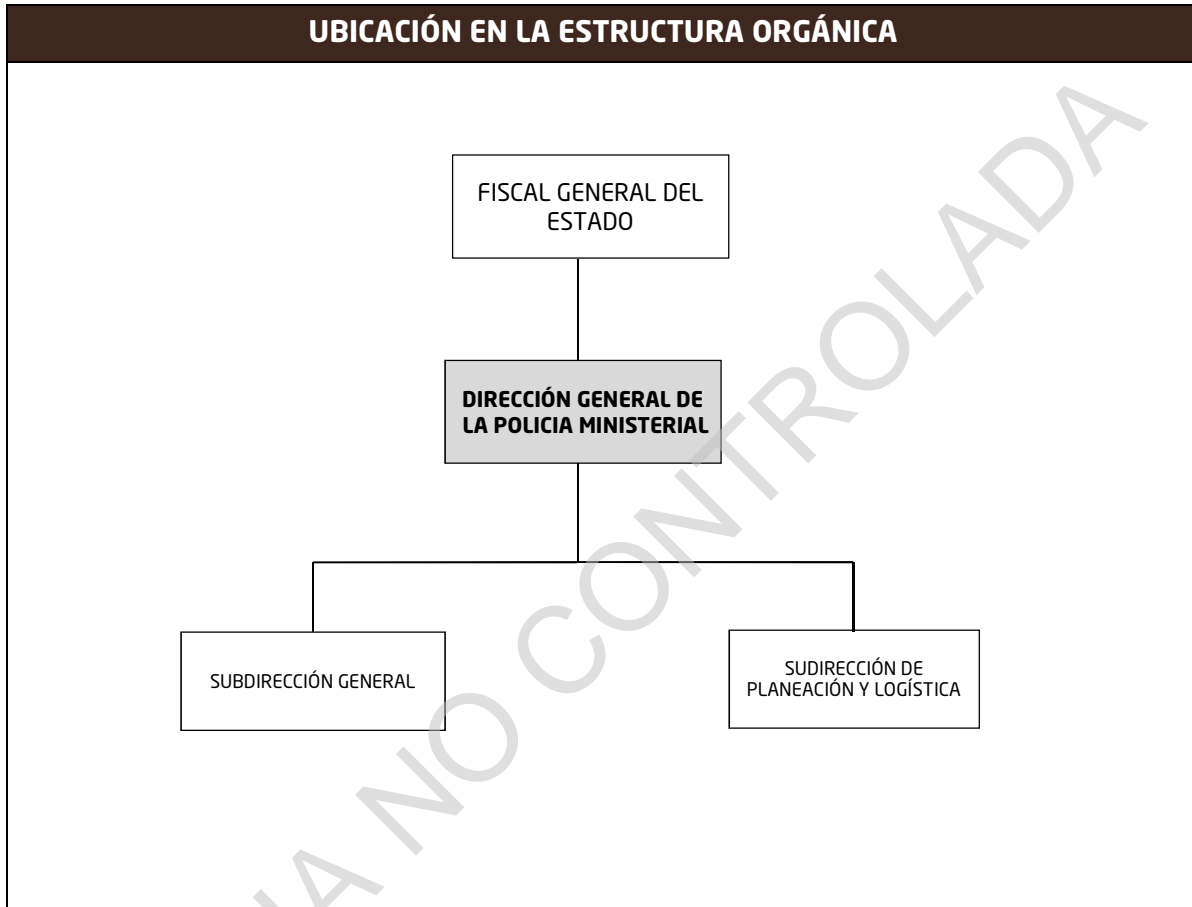 UBICACIÓN EN LA ESTRUCTURA ORGÁNICA
FISCAL GENERAL DEL
ESTADO
DIRECCIÓN GENERAL DE
LA POLICIA MINISTERIAL
SUBDIRECCIÓN GENERAL
SUDIRECCIÓN DE
PLANEACIÓN Y LOGÍSTICA
NO CONTROLADA